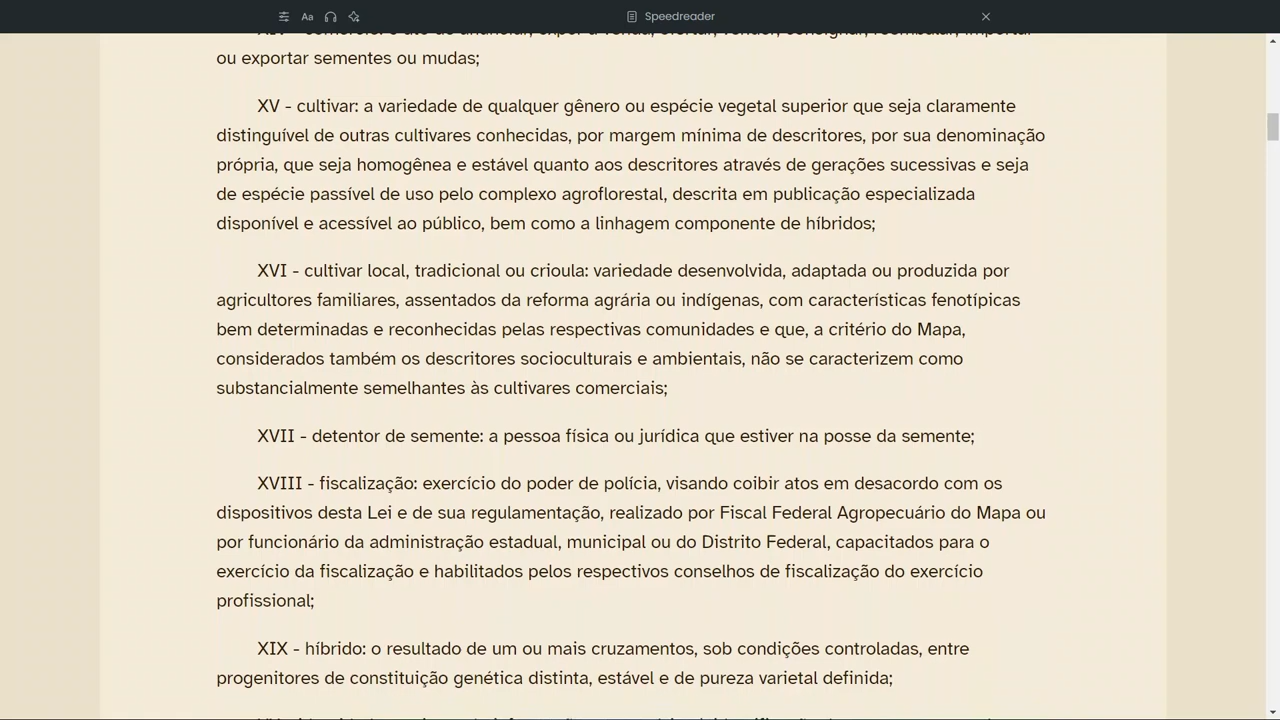 Aa
Speedreader
ou exportar sementes ou mudas;
XV - cultivar: a variedade de qualquer gênero ou espécie vegetal superior que seja claramente
distinguível de outras cultivares conhecidas, por margem mínima de descritores, por sua denominação
própria, que seja homogênea e estável quanto aos descritores através de gerações sucessivas e seja
de espécie passível de uso pelo complexo agroflorestal, descrita em publicação especializada
disponível e acessível ao público, bem como a linhagem componente de híbridos;
XVI - cultivar local, tradicional ou crioula: variedade desenvolvida, adaptada ou produzida por
agricultores familiares, assentados da reforma agrária ou indígenas, com características fenotípicas
bem determinadas e reconhecidas pelas respectivas comunidades e que, a critério do Mapa,
considerados também os descritores socioculturais e ambientais, não se caracterizem como
substancialmente semelhantes às cultivares comerciais;
XVII - detentor de semente: a pessoa física ou jurídica que estiver na posse da semente;
XVIII - fiscalização: exercício do poder de polícia, visando coibir atos em desacordo com os
dispositivos desta Lei e de sua regulamentação, realizado por Fiscal Federal Agropecuário do Mapa ou
por funcionário da administração estadual, municipal ou do Distrito Federal, capacitados para o
exercício da fiscalização e habilitados pelos respectivos conselhos de fiscalização do exercício
profissional;
XIX - híbrido: o resultado de um ou mais cruzamentos, sob condições controladas, entre
progenitores de constituição genética distinta, estável e de pureza varietal definida;